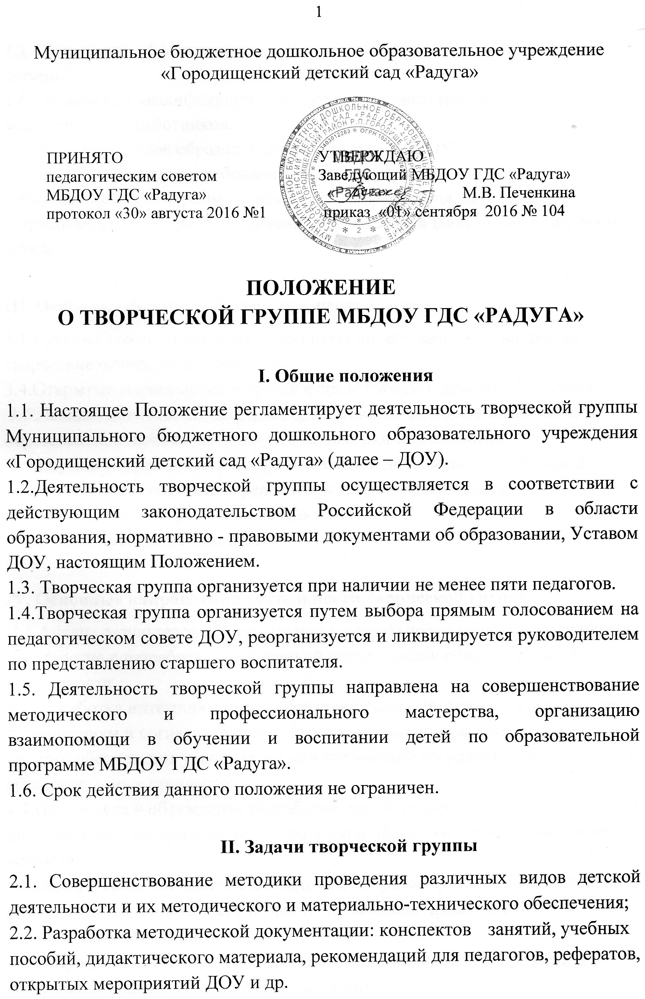 1
Муниципальное бюджетное дошкольное образовательное учреждение
«Городищенский детский сад «Радуга»
ПРИНЯТО
педагогическим советом
МБДОУ ГДС «Радуга»
протокол «30» августа 2016 №1
УТВЕРЖДАЮ
Заведующий МБДОУ ГДС «Радуга»
М.В. Печенкина
приказ «01» сентября 2016 № 104
МБДОУ
ГДС
«Радуга»
ПОЛОЖЕНИЕ
О ТВОРЧЕСКОЙ ГРУППЕ МБДОУ ГДС «РАДУГА»
I. Общие положения
1.1. Настоящее Положение регламентирует деятельность творческой группы
Муниципального бюджетного дошкольного образовательного учреждения
«Городищенский детский сад «Радуга» (далее – ДОУ).
1.2.Деятельность творческой группы осуществляется в соответствии с
действующим законодательством Российской Федерации в области
образования, нормативно - правовыми документами об образовании, Уставом
ДОУ, настоящим Положением.
1.3. Творческая группа организуется при наличии не менее пяти педагогов.
1.4.Творческая группа организуется путем выбора прямым голосованием на
педагогическом совете ДОУ, реорганизуется и ликвидируется руководителем
по представлению старшего воспитателя.
1.5. Деятельность творческой группы направлена на совершенствование
методического и профессионального мастерства, организацию
взаимопомощи в обучении и воспитании детей по образовательной
программе МБДОУ ГДС «Радуга».
1.6. Срок действия данного положения не ограничен.
II. Задачи творческой группы
2.1. Совершенствование методики проведения различных видов детской
деятельности и их методического и материально-технического обеспечения;
2.2. Разработка методической документации: конспектов занятий, учебных
пособий, дидактического материала, рекомендаций для педагогов, рефератов,
открытых мероприятий ДОУ и др.